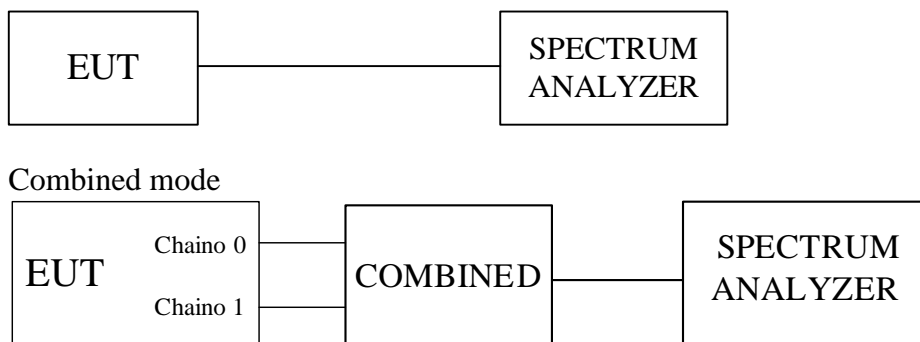 EUT
SPECTRUM
ANALYZER
Combined mode
EUT
Chaino 0
Chaino 1
COMBINED
SPECTRUM
ANALYZER